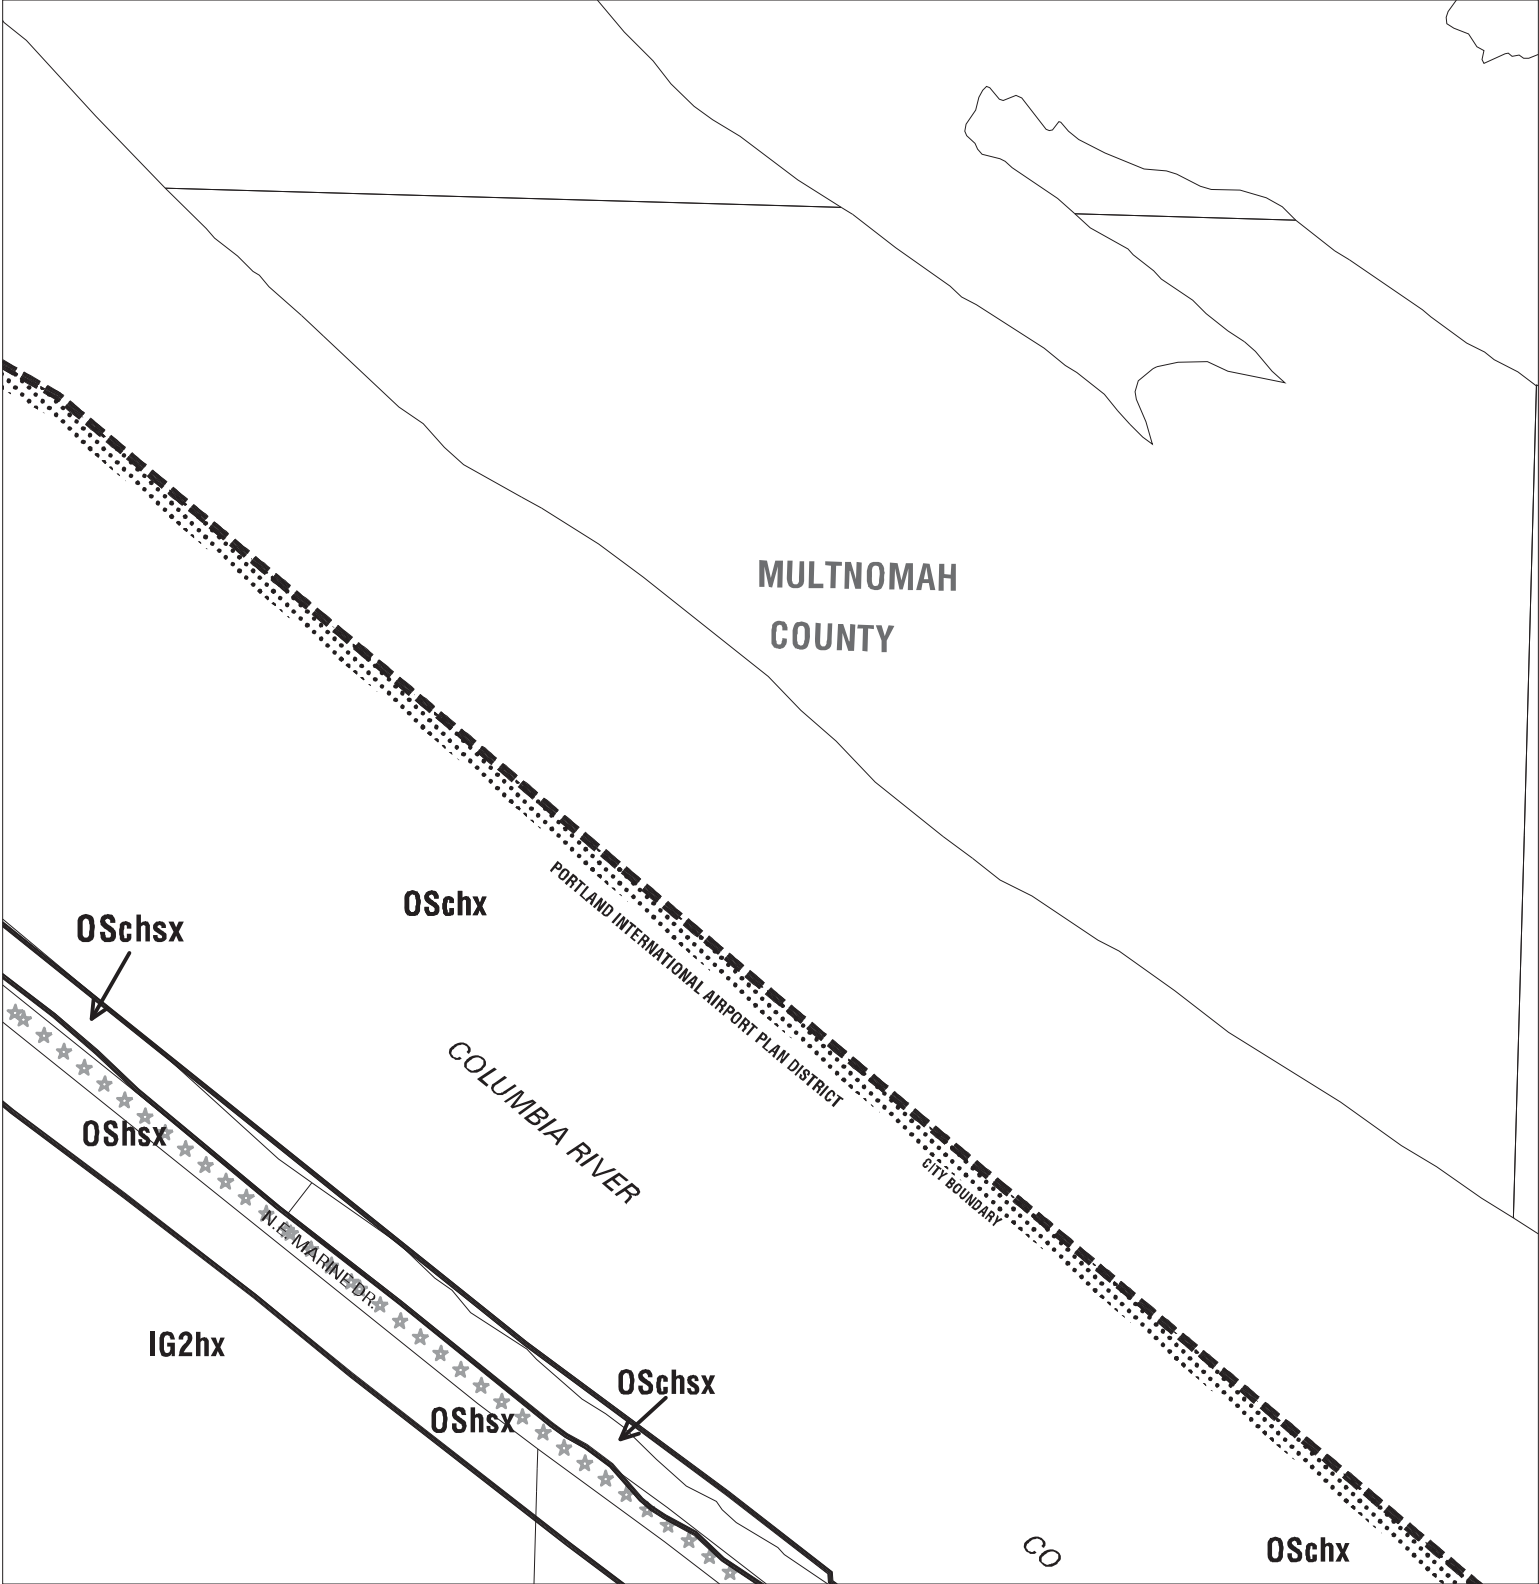 MULTNOMAH
COUNTY
OSchx
OSchsx
PORTLAND INTERNATIONAL AIRPORT PLAN DISTRICT
COLUMBIA RIVER
OShsx
CITY BOUNDARY
N.E. MARINE DR.
IG2hx
OSchsx
OShsx
CO
OSchx